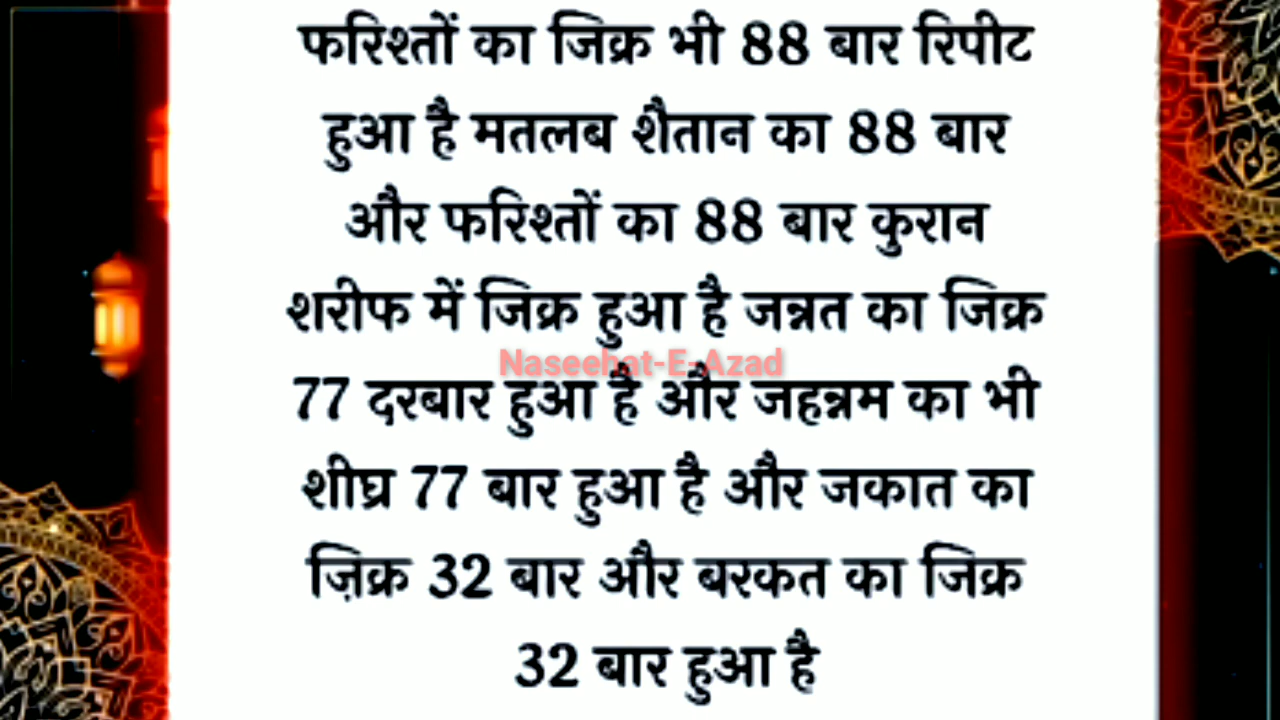 फरिश्तों का जिक्र भी 88 बार रिपीट
हुआ है मतलब शैतान का 88 बार
और फरिश्तों का 88 बार कुरान
शरीफ में जिक्र हुआ है जन्नत का जिक्र
Naseehat-E-Azad
77 दरबार हुआ है और जहन्नम का भी
शीघ्र 77 बार हुआ है और जकात का
ज़िक्र 32 बार और बरकत का जिक्र
32 बार हुआ है